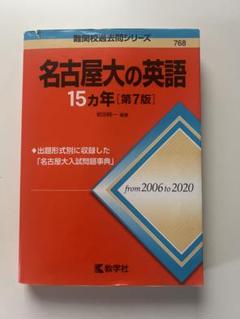 難関校過去問シリーズ
768
名古屋大の英語
15カ年[第7版]
編著
◆出題形式別に収録した
「名古屋大入試問題事典」
from 2006 to 2020
教学社